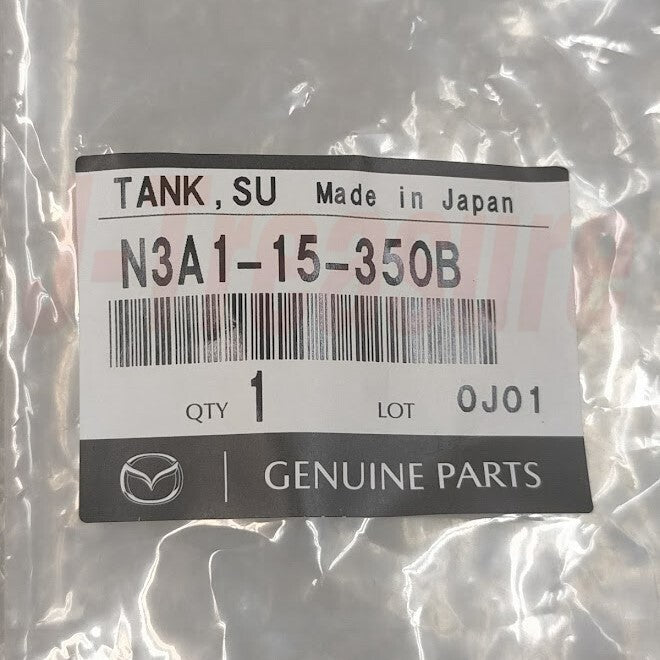 TANK,SU Made in Japan
N3A1-15-350B
QTY 1 LOT 0J01
GENUINE PARTS